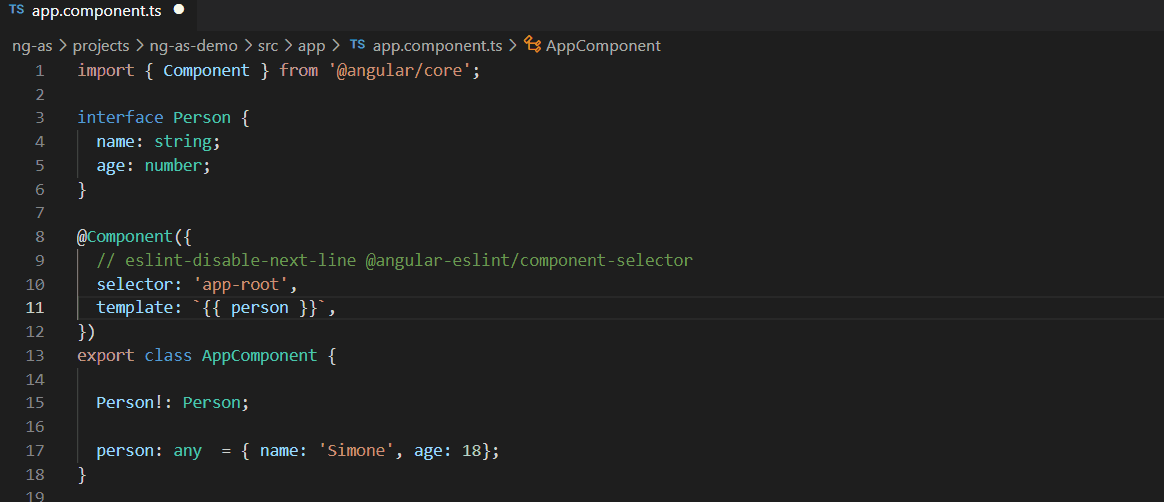 TS app.component.ts ●
ng-as > projects > ng-as-demo > src > app > TS app.component.ts > AppComponent
1 import { Component } from '@angular/core';
2
3 interface Person {
4 name: string;
5 age: number;
6 }
7
8 @Component({
9 // eslint-disable-next-line @angular-eslint/component-selector
10 selector: 'app-root',
11 template: `{{ person }}`,
12 })
13 export class AppComponent {
14
15 Person!: Person;
16
17 person: any  = { name: 'Simone', age: 18};
18 }
19